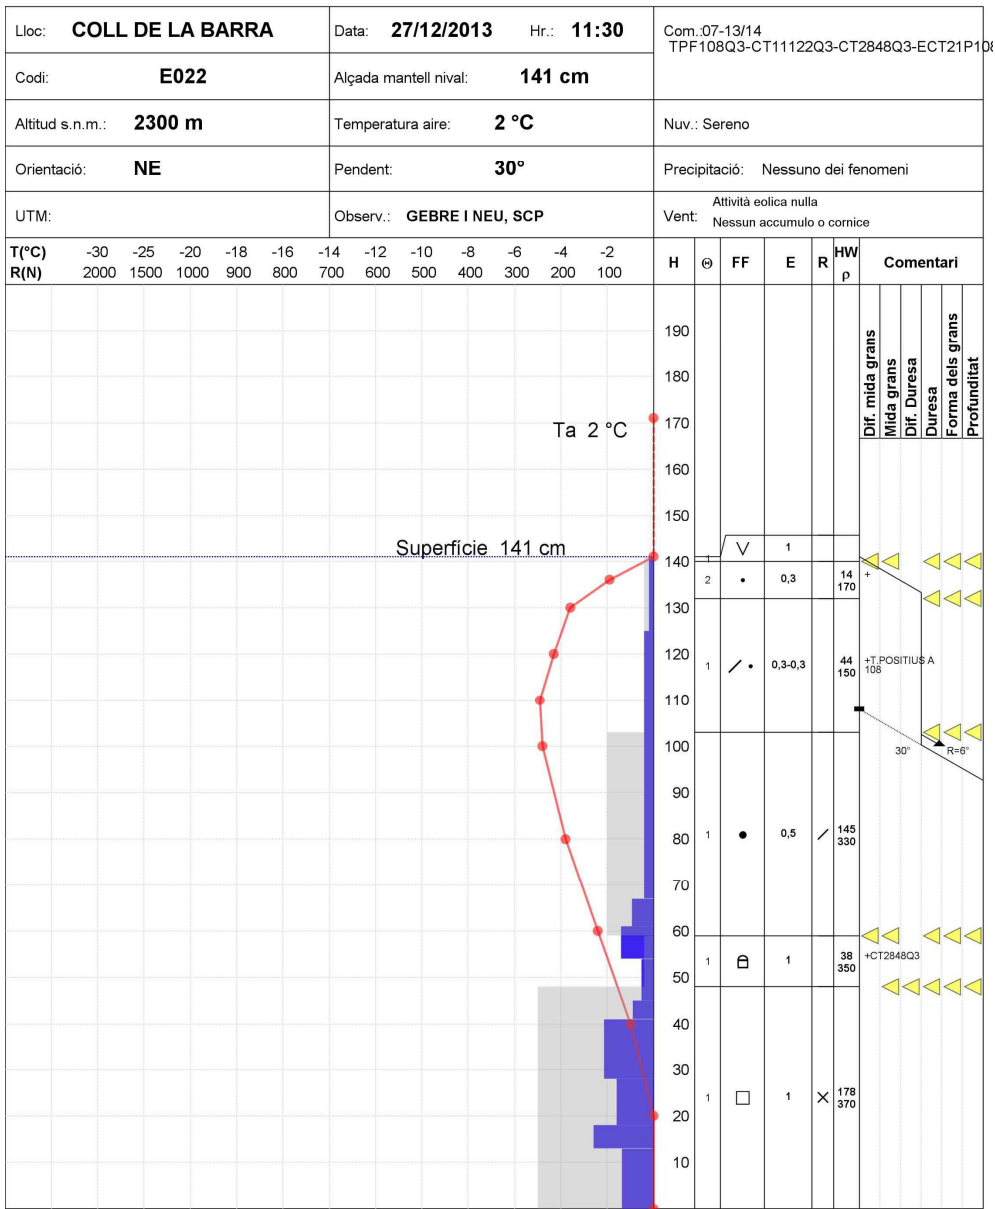 Lloc: COLL DE LA BARRA Data: 27/12/2013 Hr.: 11:30 Com.:07-13/14
TPF108Q3-CT11122Q3-CT2848Q3-ECT21P108
Codi: E022 Alçada mantell nival: 141 cm
Altitud s.n.m.: 2300 m Temperatura aire: 2 °C Nuv.: Sereno
Orientació: NE Pendent: 30° Precipitació: Nessuno dei fenomeni
UTM: Observ.: GEBRE I NEU, SCP Vent: Attività eolica nulla
Nessun accumulo o cornice
T(°C) -30 -25 -20 -18 -16 -14 -12 -10 -8 -6 -4 -2
R(N) 2000 1500 1000 900 800 700 600 500 400 300 200 100
H Θ FF E R HW ρ Comentari
Dif. mida grans
Mida grans
Dif. Duresa
Duresa
Forma dels grans
Profunditat
190
180
170
Ta 2 °C
160
150
Superfície 141 cm
1 1
140
2 0,3 14 170 +
130
120
1 0,3-0,3 44 150 +T.POSITIUS A
108
110
100
30° R=6°
90
80
1 0,5 145 330
70
60
1 1 38 350 +CT2848Q3
50
40
30
20
1 1 178 370
10